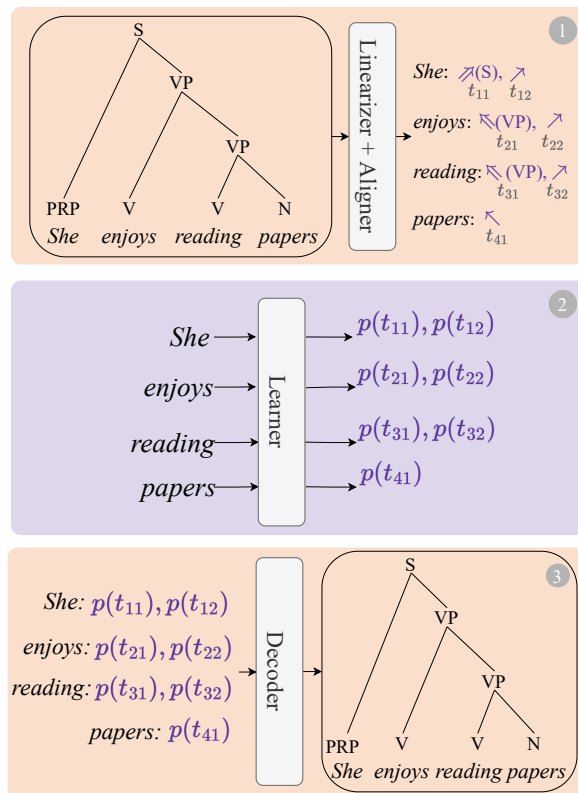 1
S
VP
VP
PRP V V N
She enjoys reading papers
Linearizer + Aligner
She: ⇗(S), ↗
t₁₁ t₁₂
enjoys: ⇖(VP), ↗
t₂₁ t₂₂
reading: ⇖(VP), ↗
t₃₁ t₃₂
papers: ↖
t₄₁
2
She
enjoys
reading
papers
Learner
p(t₁₁), p(t₁₂)
p(t₂₁), p(t₂₂)
p(t₃₁), p(t₃₂)
p(t₄₁)
3
She: p(t₁₁), p(t₁₂)
enjoys: p(t₂₁), p(t₂₂)
reading: p(t₃₁), p(t₃₂)
papers: p(t₄₁)
Decoder
S
VP
VP
PRP V V N
She enjoys reading papers